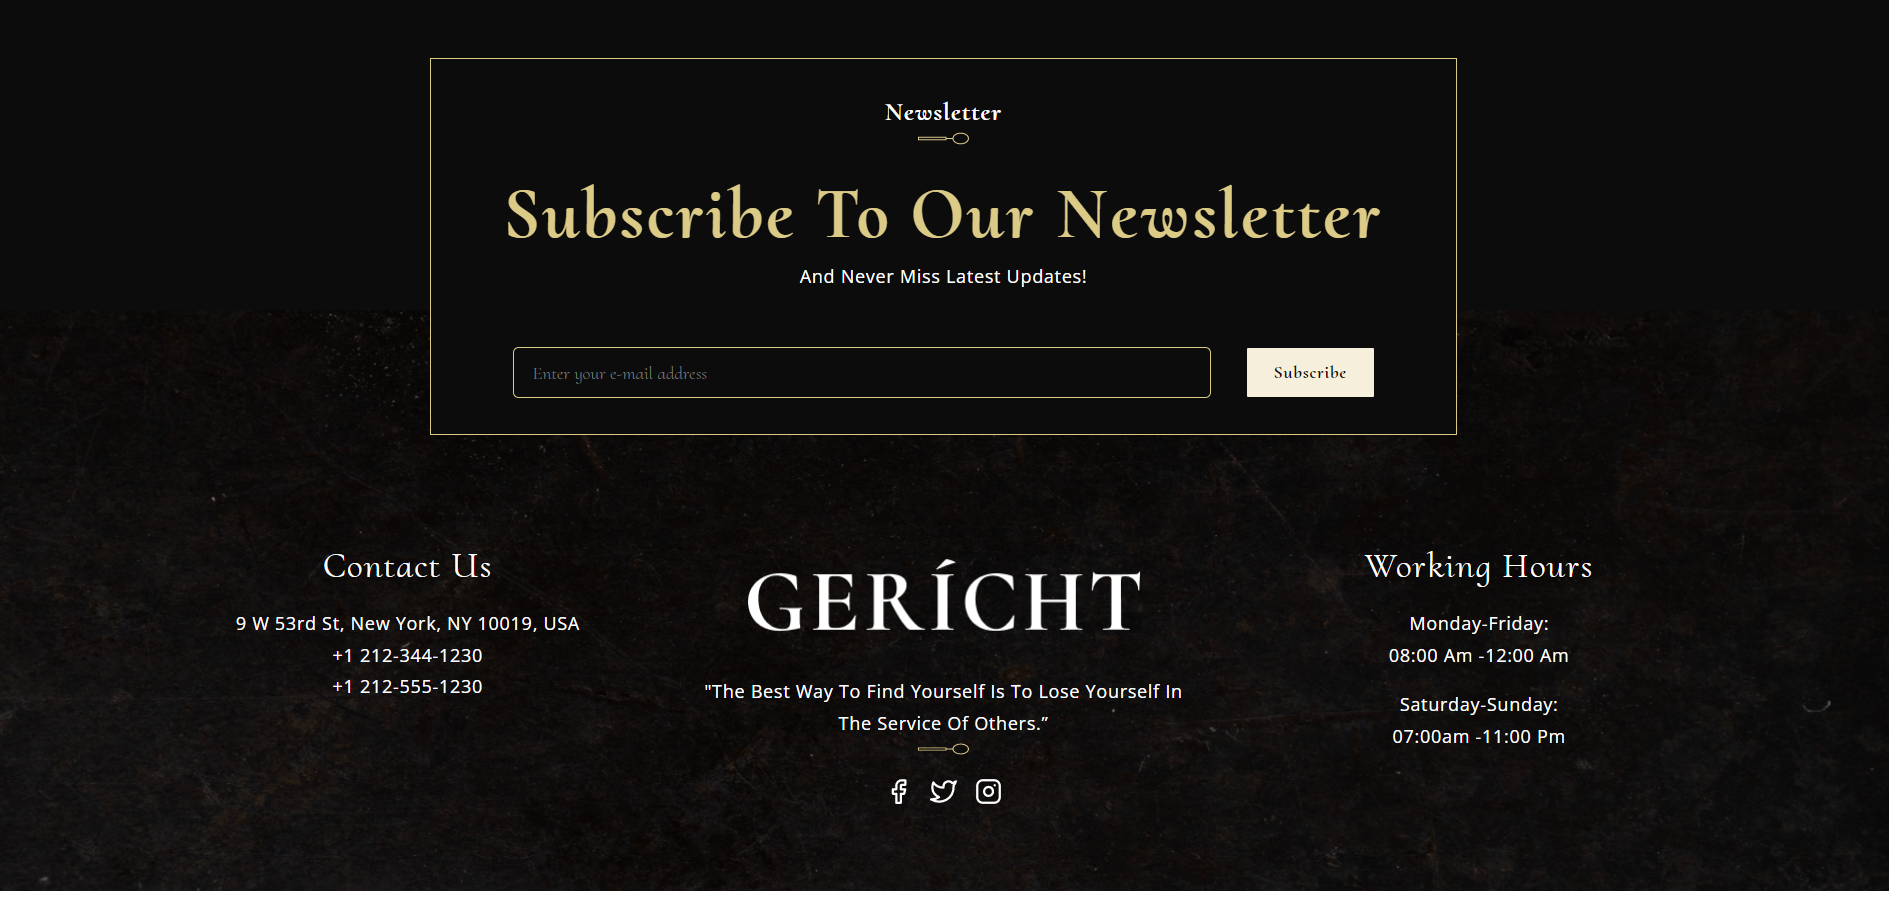 Newsletter
Subscribe To Our Newsletter
And Never Miss Latest Updates!
Enter your e-mail address
Subscribe
Contact Us
9 W 53rd St, New York, NY 10019, USA
+1 212-344-1230
+1 212-555-1230
GERÍCHT
"The Best Way To Find Yourself Is To Lose Yourself In
The Service Of Others.”
Working Hours
Monday-Friday:
08:00 Am -12:00 Am
Saturday-Sunday:
07:00am -11:00 Pm